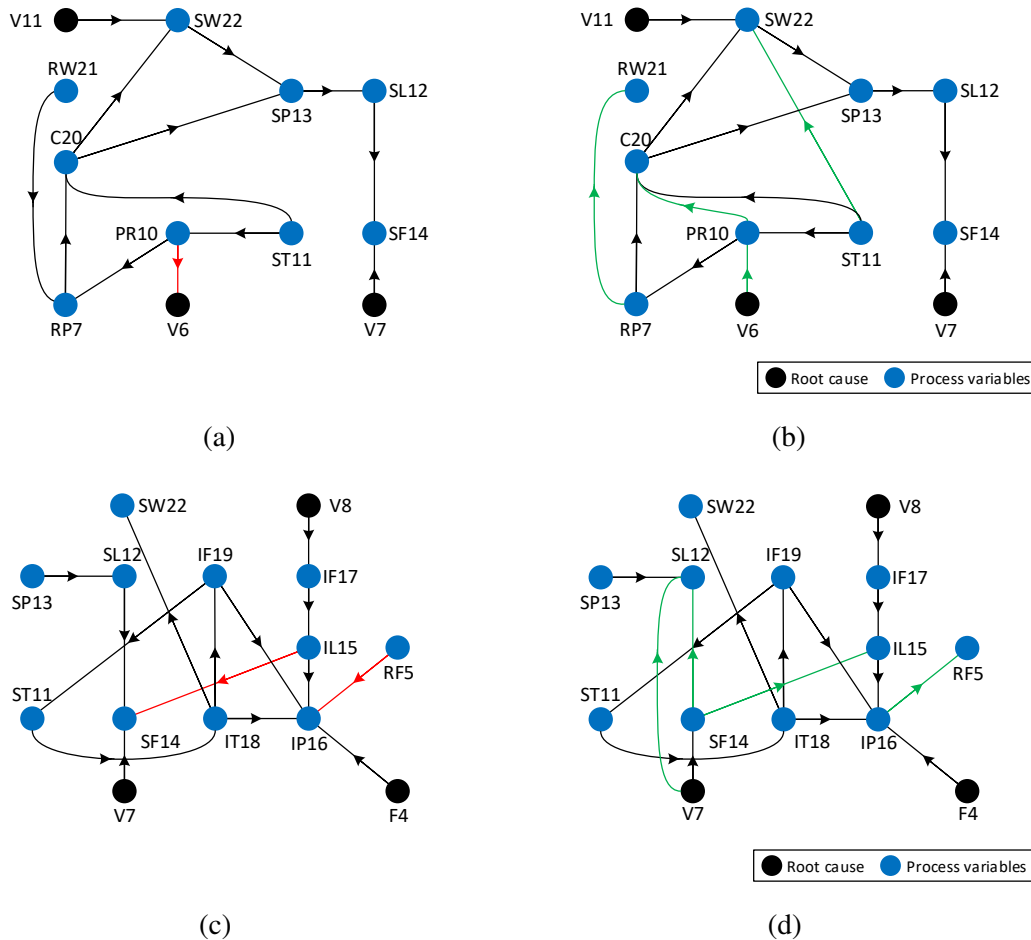 V11
SW22
RW21
SL12
SP13
C20
PR10
ST11
SF14
RP7
V6
V7
(a)
V11
SW22
RW21
SL12
SP13
C20
PR10
ST11
SF14
RP7
V6
V7
Root cause Process variables
(b)
SW22
V8
SL12
IF19
IF17
SP13
IL15
RF5
ST11
SF14
IT18
IP16
V7
F4
(c)
SW22
V8
SL12
IF19
IF17
SP13
IL15
RF5
ST11
SF14
IT18
IP16
V7
F4
Root cause Process variables
(d)